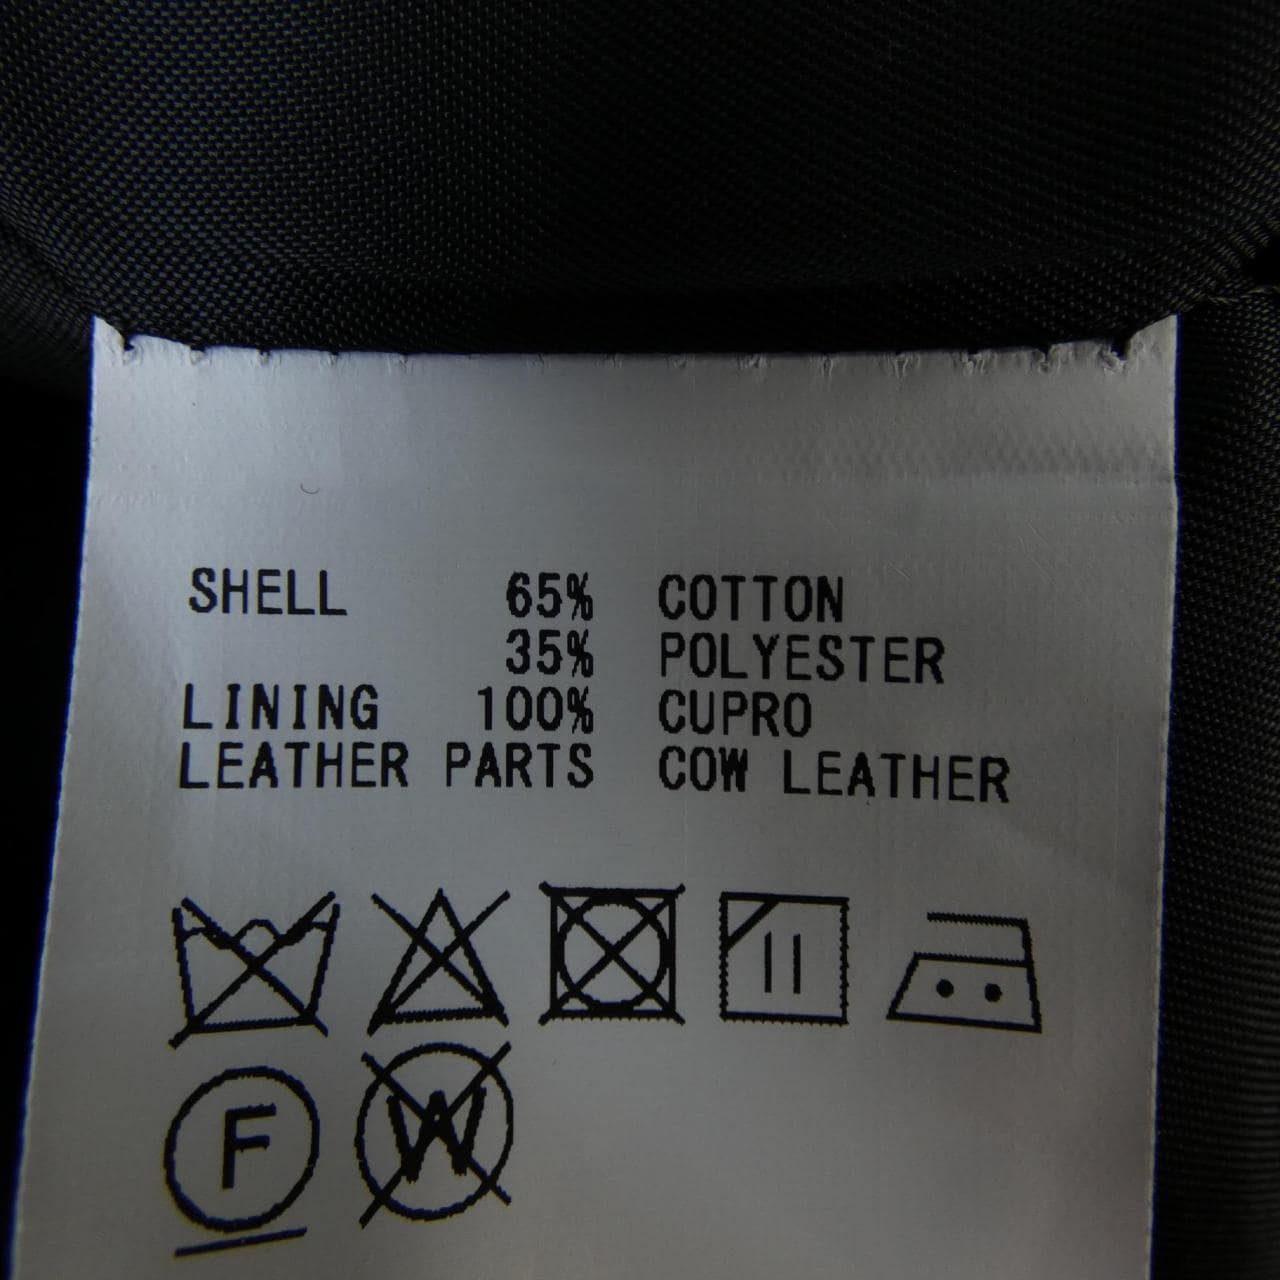 SHELL 65% COTTON
35% POLYESTER
LINING 100% CUPRO
LEATHER PARTS COW LEATHER
F W